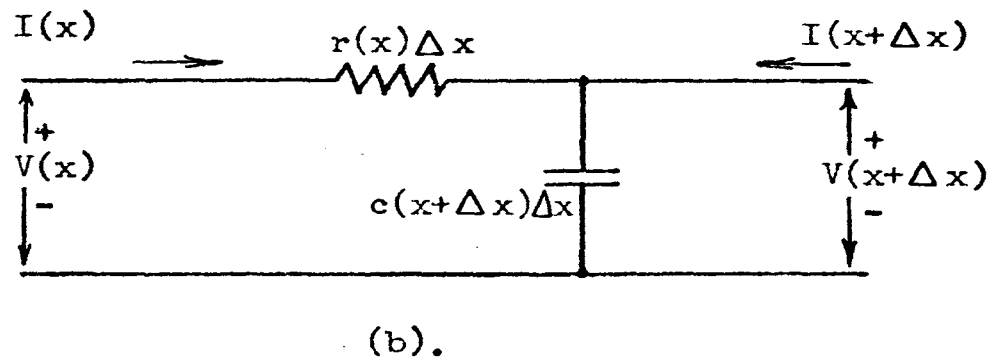 I(x)
r(x)Δx
I(x+Δx)
+
V(x)
-
c(x+Δx)Δx
+
V(x+Δx)
-
(b).